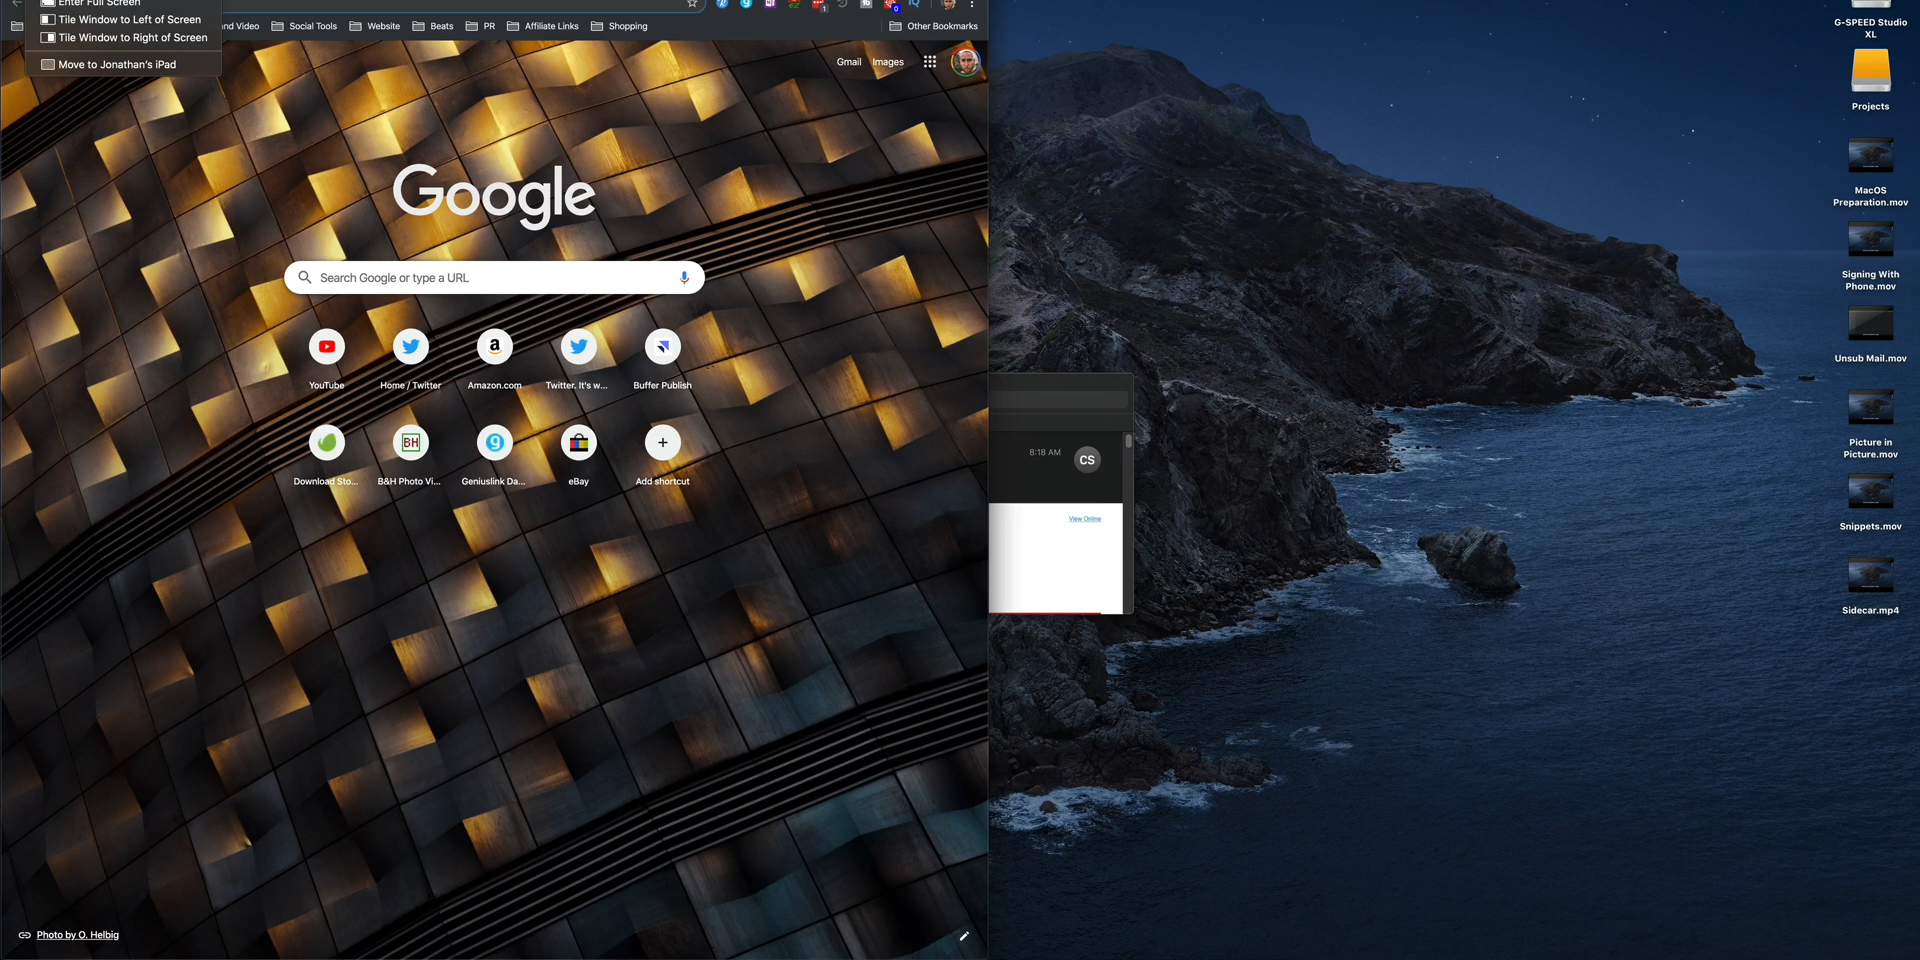 Enter Full Screen
Tile Window to Left of Screen
Tile Window to Right of Screen
Move to Jonathan's iPad
and Video
Social Tools
Website
Beats
PR
Affiliate Links
Shopping
Other Bookmarks
1
0
Gmail
Images
Google
Search Google or type a URL
YouTube
Home / Twitter
Amazon.com
Twitter. It's w...
Buffer Publish
BH
Download Sto...
B&H Photo Vi...
Geniuslink Da...
eBay
Add shortcut
Photo by O. Helbig
8:18 AM
CS
View Online
G-SPEED Studio
XL
Projects
MacOS
Preparation.mov
Signing With
Phone.mov
Unsub Mail.mov
Picture in
Picture.mov
Snippets.mov
Sidecar.mp4